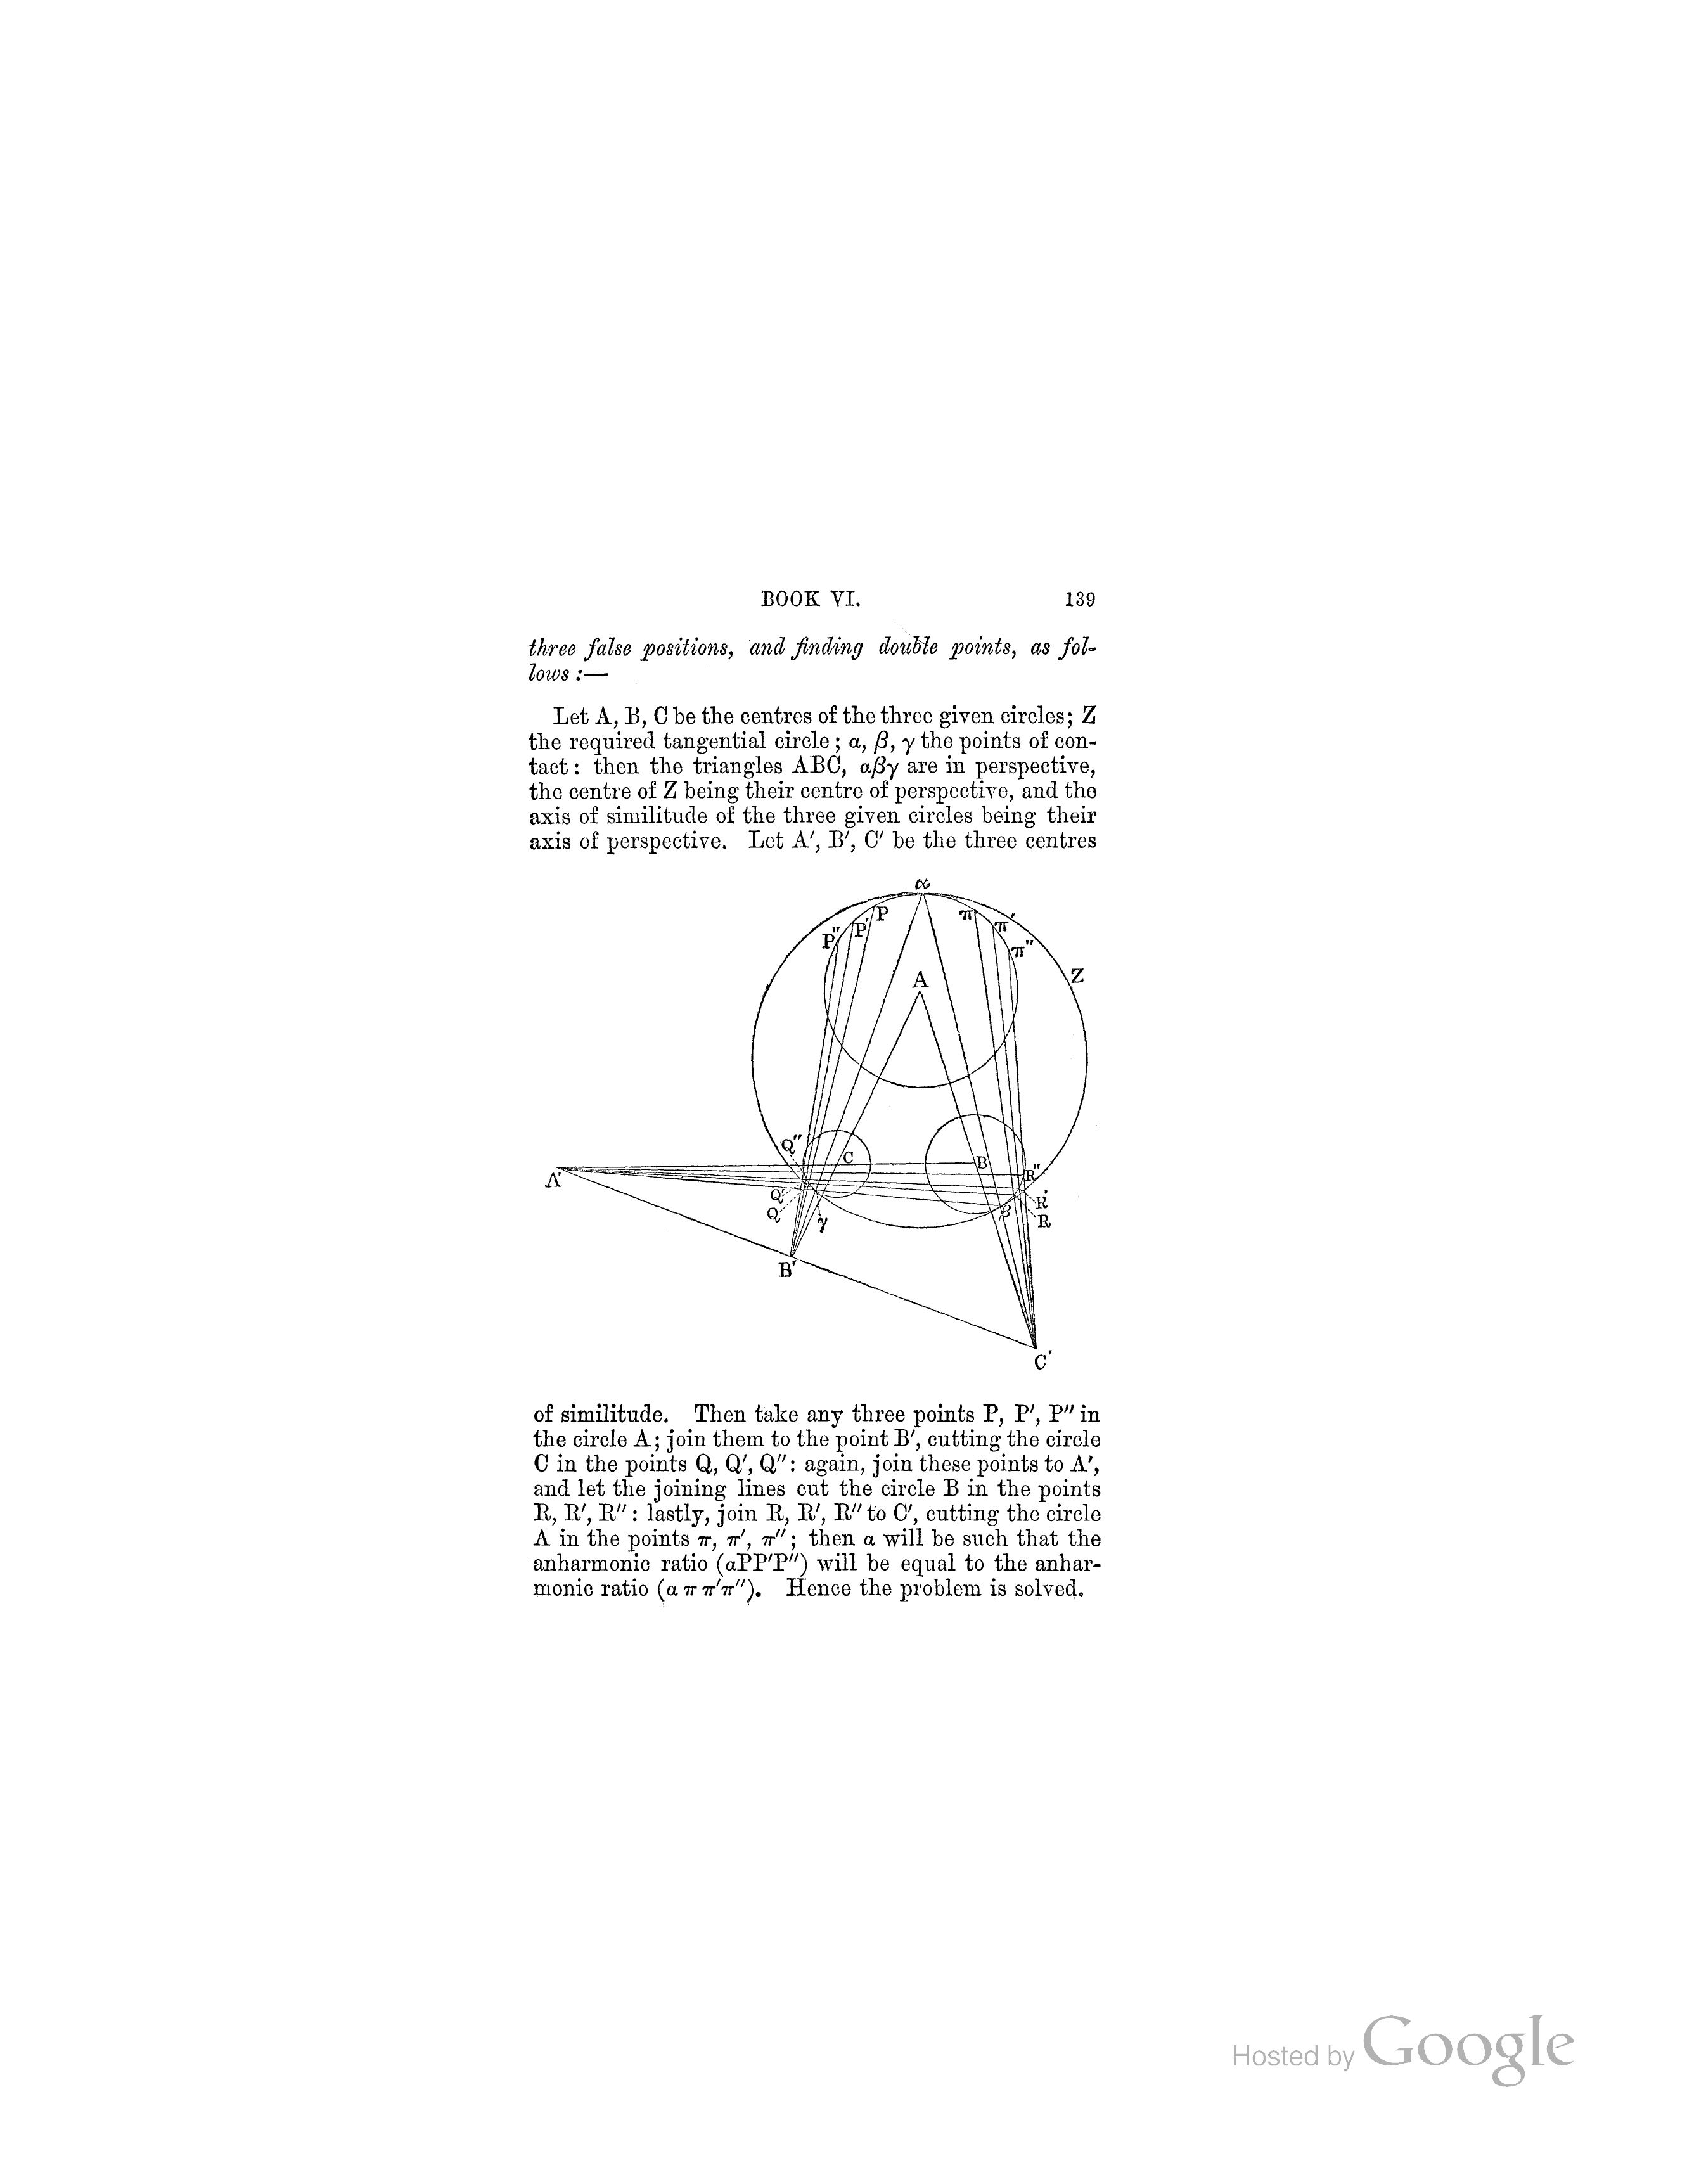 BOOK VI. 139
three false positions, and finding double points, as fol-
lows :—
Let A, B, C be the centres of the three given circles; Z
the required tangential circle; α, β, γ the points of con-
tact: then the triangles ABC, αβγ are in perspective,
the centre of Z being their centre of perspective, and the
axis of similitude of the three given circles being their
axis of perspective. Let A′, B′, C′ be the three centres
α
P
P′
P″
π
π′
π″
A
Z
Q″
C
B
R″
A′
Q′
Q
γ
β
R′
R
B′
C′
of similitude. Then take any three points P, P′, P″ in
the circle A; join them to the point B′, cutting the circle
C in the points Q, Q′, Q″: again, join these points to A′,
and let the joining lines cut the circle B in the points
R, R′, R″: lastly, join R, R′, R″ to C′, cutting the circle
A in the points π, π′, π″; then α will be such that the
anharmonic ratio (αPP′P″) will be equal to the anhar-
monic ratio (α π π′π″). Hence the problem is solved.
Hosted by Google